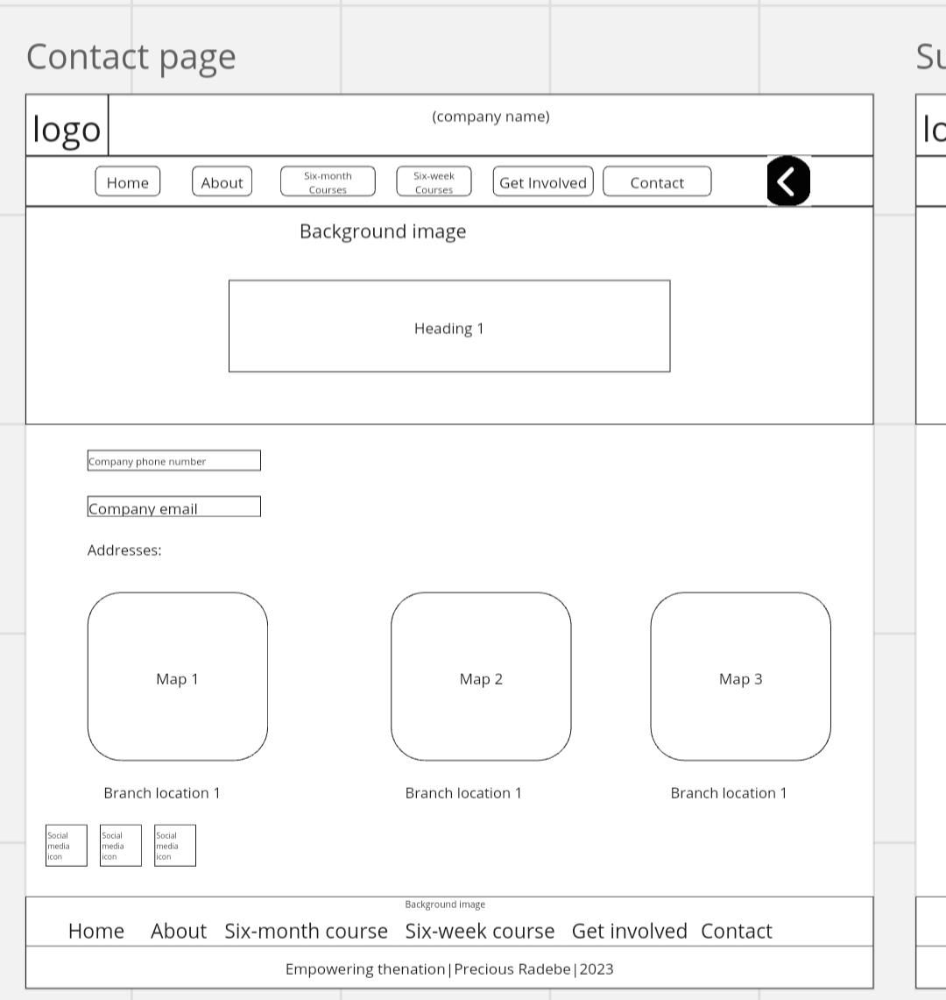 Contact page
Su
logo
(company name)
lo
Home
About
Six-month
Courses
Six-week
Courses
Get Involved
Contact
Background image
Heading 1
Company phone number
Company email
Addresses:
Map 1
Map 2
Map 3
Branch location 1
Branch location 1
Branch location 1
Social
media
icon
Social
media
icon
Social
media
icon
Background image
Home About Six-month course Six-week course Get involved Contact
Empowering thenation|Precious Radebe|2023